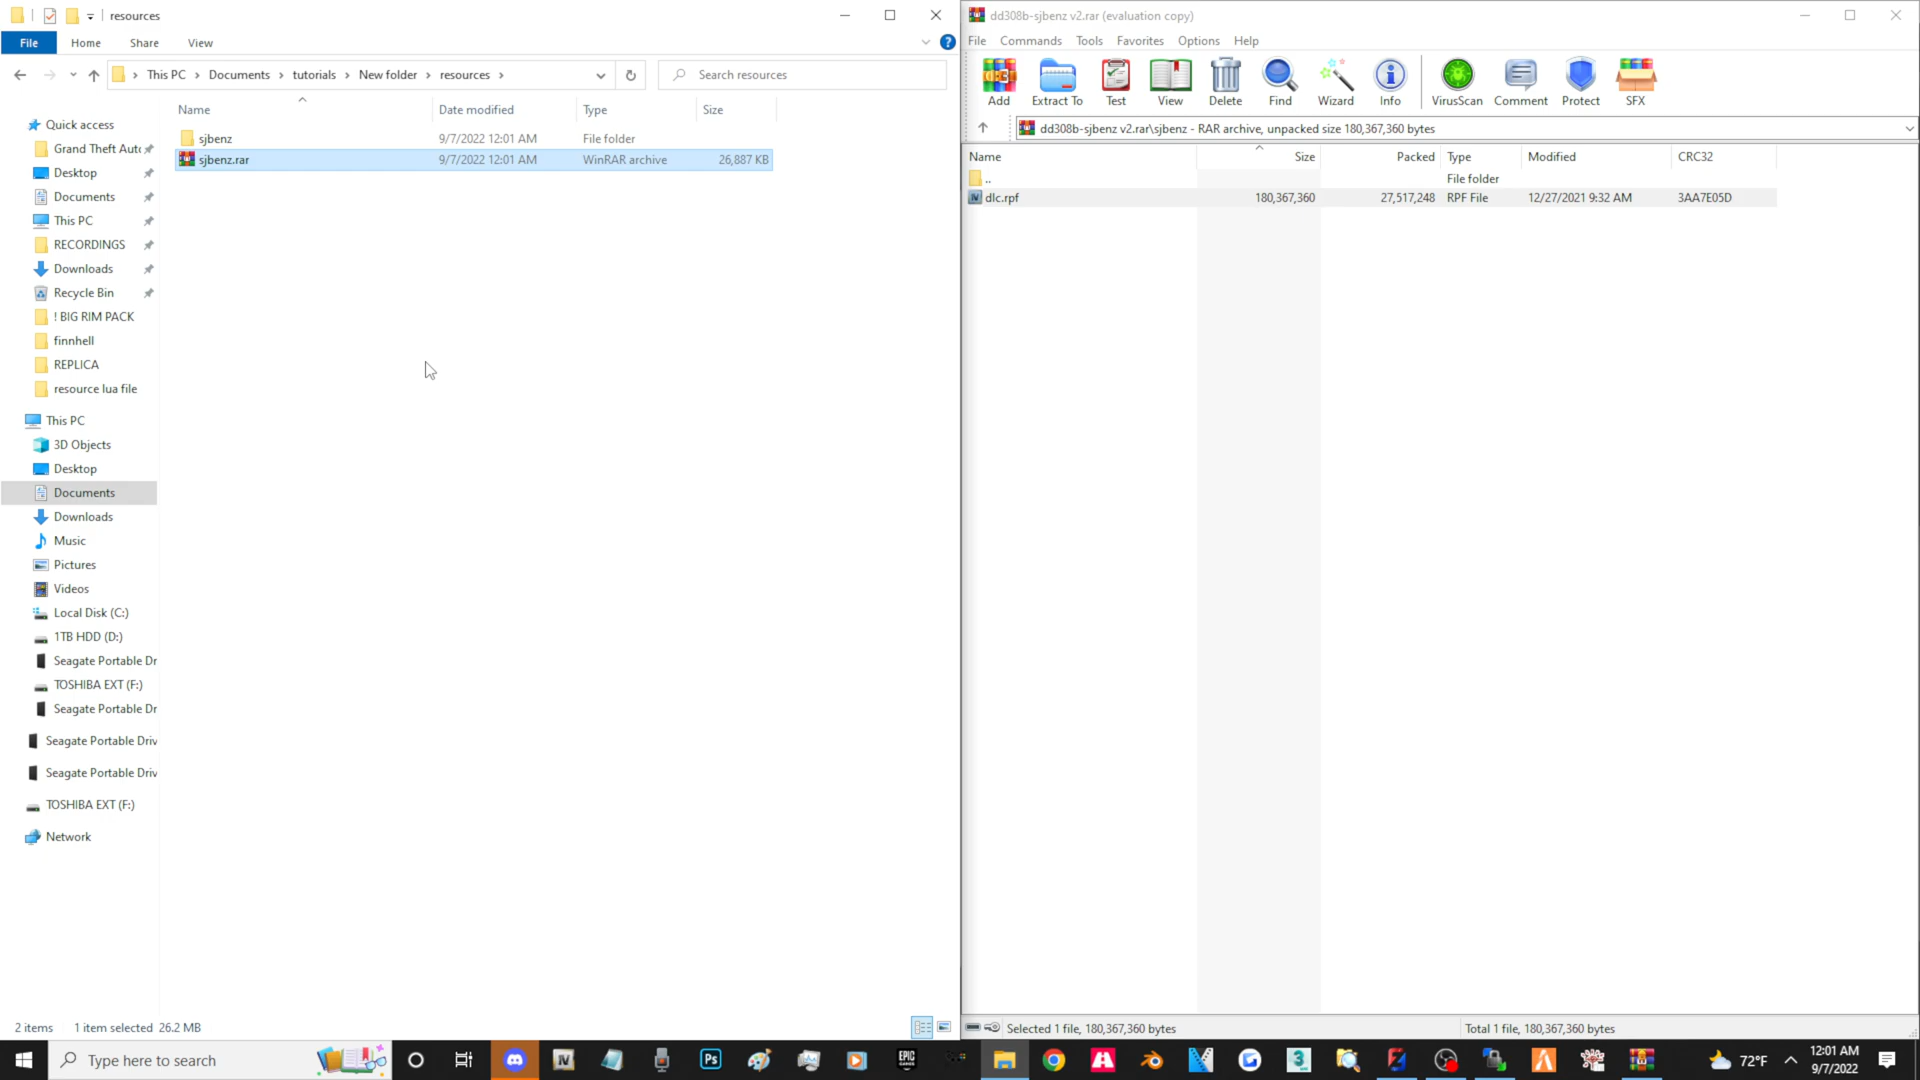 resources
File Home Share View
This PC > Documents > tutorials > New folder > resources >
Search resources
Name Date modified Type Size
sjbenz 9/7/2022 12:01 AM File folder
sjbenz.rar 9/7/2022 12:01 AM WinRAR archive 26,887 KB
Quick access
Grand Theft Aut
Desktop
Documents
This PC
RECORDINGS
Downloads
Recycle Bin
! BIG RIM PACK
finnhell
REPLICA
resource lua file
This PC
3D Objects
Desktop
Documents
Downloads
Music
Pictures
Videos
Local Disk (C:)
1TB HDD (D:)
Seagate Portable Dr
TOSHIBA EXT (F:)
Seagate Portable Dr
Seagate Portable Driv
Seagate Portable Driv
TOSHIBA EXT (F:)
Network
2 items 1 item selected 26.2 MB
dd308b-sjbenz v2.rar (evaluation copy)
File Commands Tools Favorites Options Help
Add Extract To Test View Delete Find Wizard Info VirusScan Comment Protect SFX
dd308b-sjbenz v2.rar\sjbenz - RAR archive, unpacked size 180,367,360 bytes
Name Size Packed Type Modified CRC32
.. File folder
dlc.rpf 180,367,360 27,517,248 RPF File 12/27/2021 9:32 AM 3AA7E05D
Selected 1 file, 180,367,360 bytes
Total 1 file, 180,367,360 bytes
Type here to search
IV
Ps
EPIC
GAMES
3
72°F
12:01 AM
9/7/2022